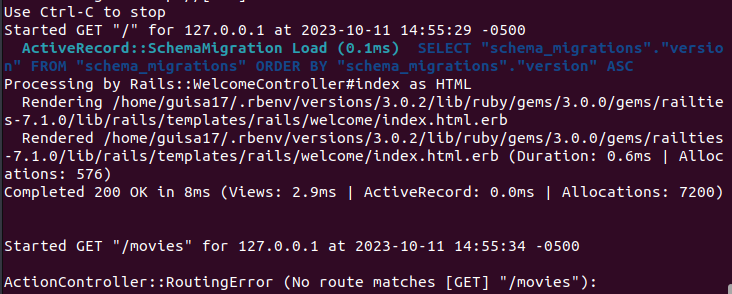 Use Ctrl-C to stop
Started GET "/" for 127.0.0.1 at 2023-10-11 14:55:29 -0500
  ActiveRecord::SchemaMigration Load (0.1ms)  SELECT "schema_migrations"."versio
n" FROM "schema_migrations" ORDER BY "schema_migrations"."version" ASC
Processing by Rails::WelcomeController#index as HTML
  Rendering /home/guisa17/.rbenv/versions/3.0.2/lib/ruby/gems/3.0.0/gems/railtie
s-7.1.0/lib/rails/templates/rails/welcome/index.html.erb
  Rendered /home/guisa17/.rbenv/versions/3.0.2/lib/ruby/gems/3.0.0/gems/railties
-7.1.0/lib/rails/templates/rails/welcome/index.html.erb (Duration: 0.6ms | Alloc
ations: 576)
Completed 200 OK in 8ms (Views: 2.9ms | ActiveRecord: 0.0ms | Allocations: 7200)
Started GET "/movies" for 127.0.0.1 at 2023-10-11 14:55:34 -0500
ActionController::RoutingError (No route matches [GET] "/movies"):